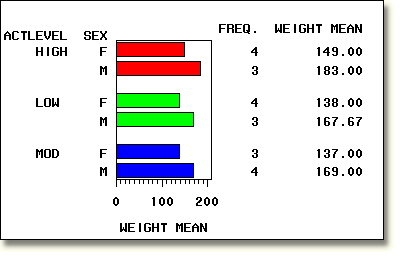 ACTLEVEL SEX FREQ. WEIGHT MEAN
HIGH F 4 149.00
M 3 183.00
LOW F 4 138.00
M 3 167.67
MOD F 3 137.00
M 4 169.00
0 100 200
WEIGHT MEAN